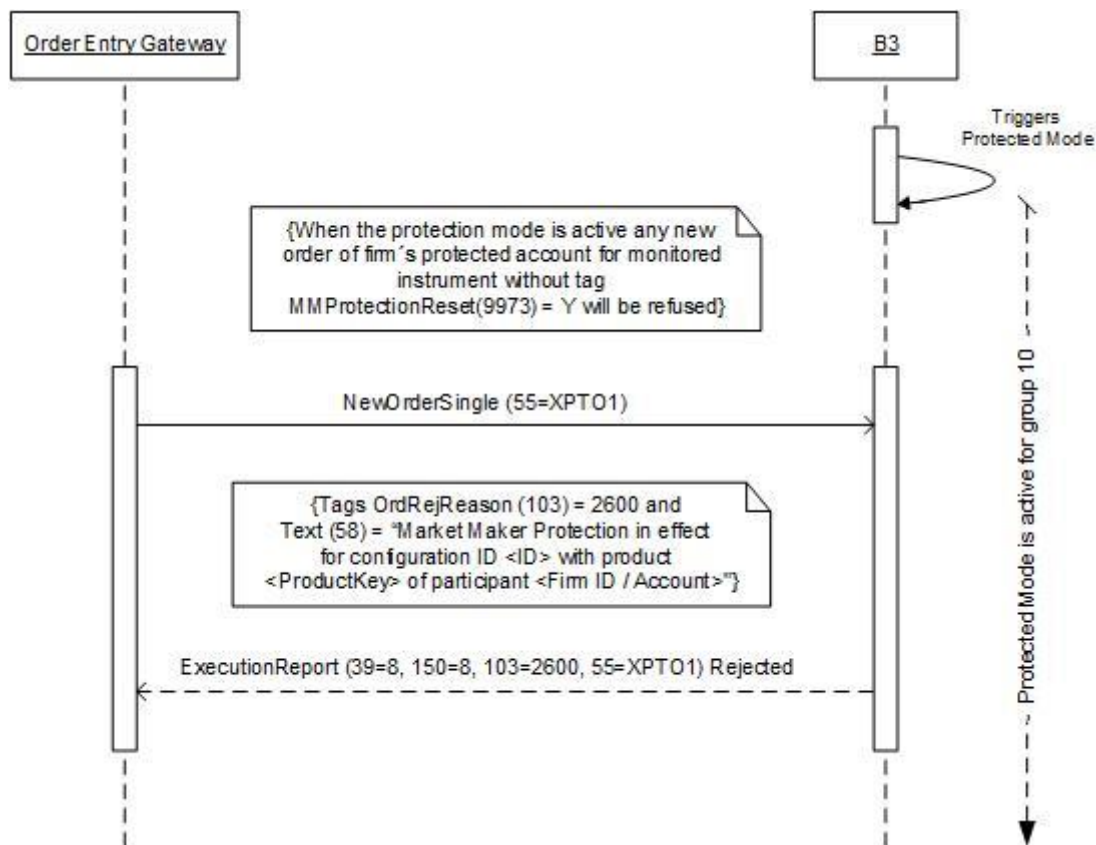 Order Entry Gateway
B3
Triggers
Protected Mode
{When the protection mode is active any new
order of firm´s protected account for monitored
instrument without tag
MMProtectionReset(9973) = Y will be refused}
NewOrderSingle (55=XPTO1)
{Tags OrdRejReason (103) = 2600 and
Text (58) = “Market Maker Protection in effect
for configuration ID <ID> with product
<ProductKey> of participant <Firm ID / Account>”}
ExecutionReport (39=8, 150=8, 103=2600, 55=XPTO1) Rejected
Protected Mode is active for group 10